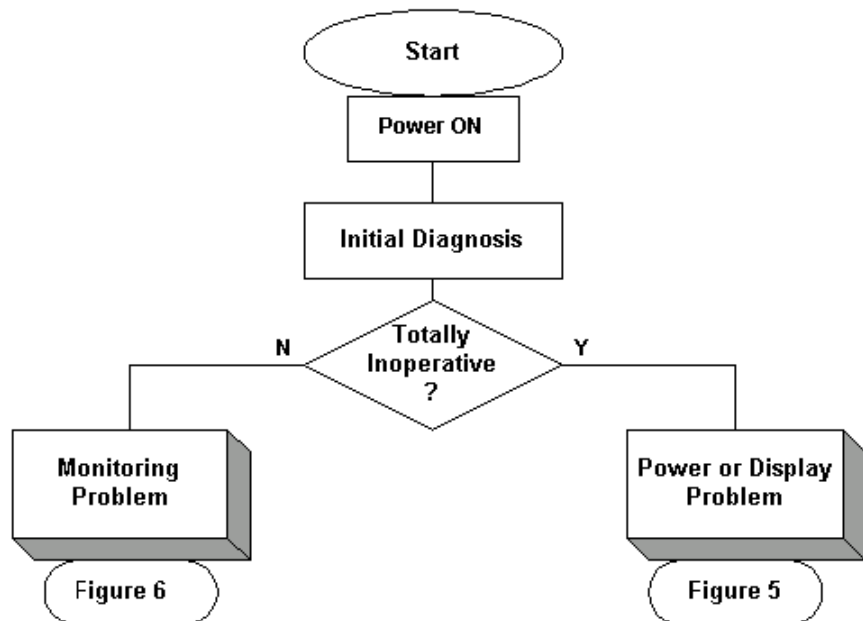 Start
Power ON
Initial Diagnosis
Totally
Inoperative
?
N
Y
Monitoring
Problem
Power or Display
Problem
Figure 6
Figure 5